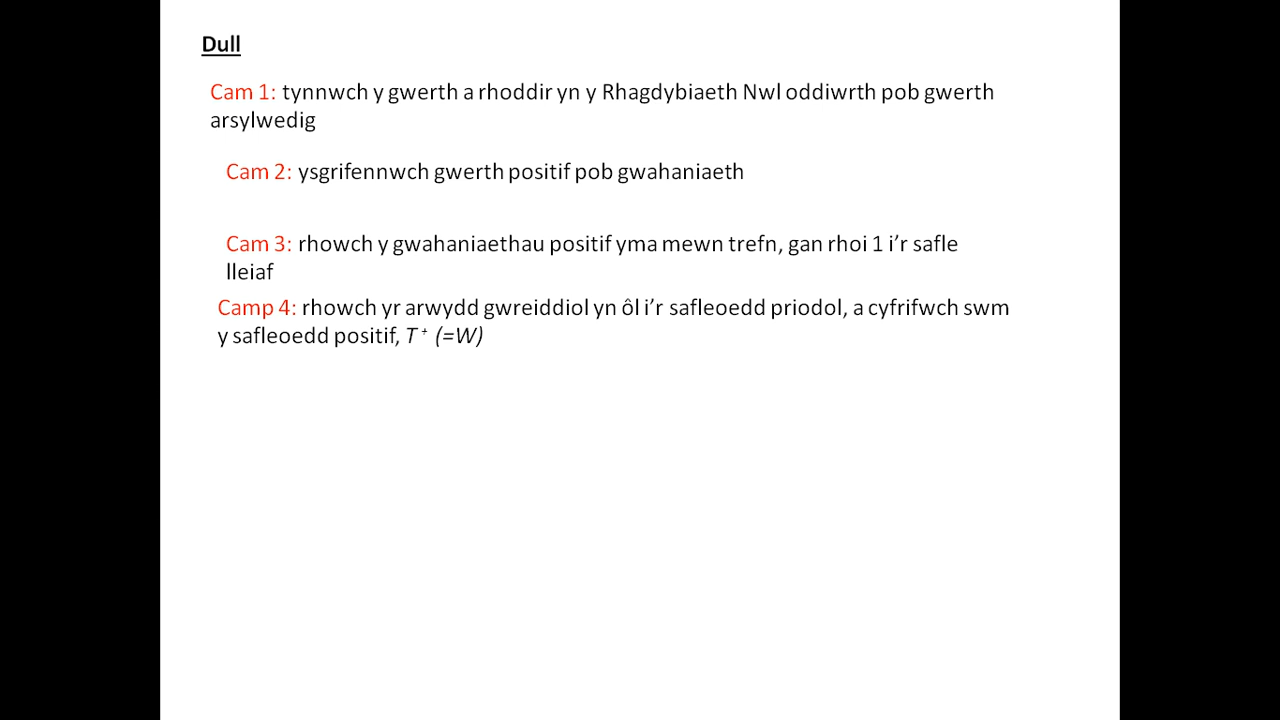 Dull
Cam 1: tynnwch y gwerth a rhoddir yn y Rhagdybiaeth Nwl oddiwrth pob gwerth
arsylwedig
Cam 2: ysgrifennwch gwerth positif pob gwahaniaeth
Cam 3: rhowch y gwahaniaethau positif yma mewn trefn, gan rhoi 1 i’r safle
lleiaf
Camp 4: rhowch yr arwydd gwreiddiol yn ôl i’r safleoedd priodol, a cyfrifwch swm
y safleoedd positif, T⁺ (=W)